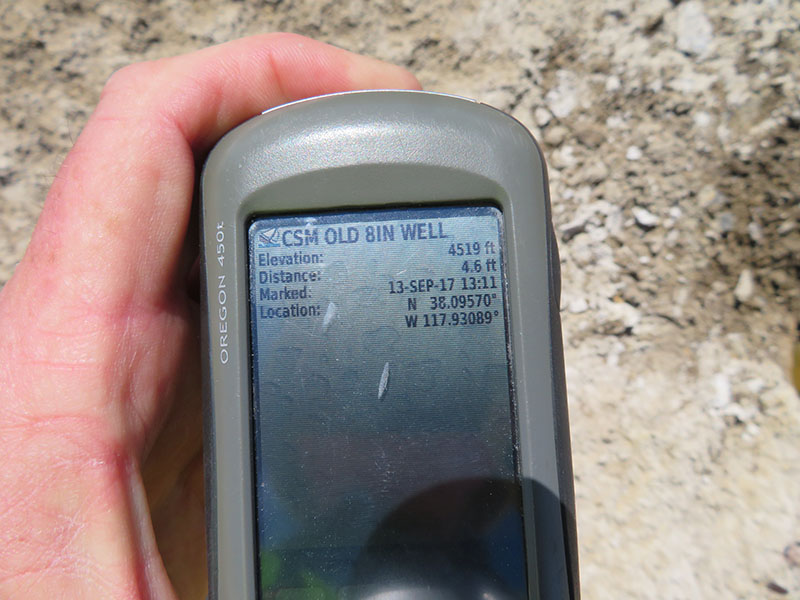 CSM OLD 8IN WELL
Elevation: 4519 ft
Distance: 4.6 ft
Marked: 13-SEP-17 13:11
Location: N 38.09570°
W 117.93089°
OREGON 450t